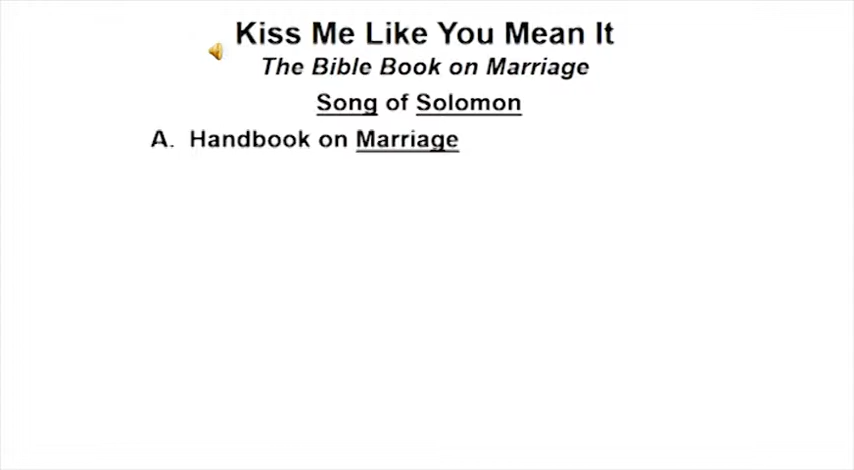 Kiss Me Like You Mean It
The Bible Book on Marriage
Song of Solomon
A. Handbook on Marriage